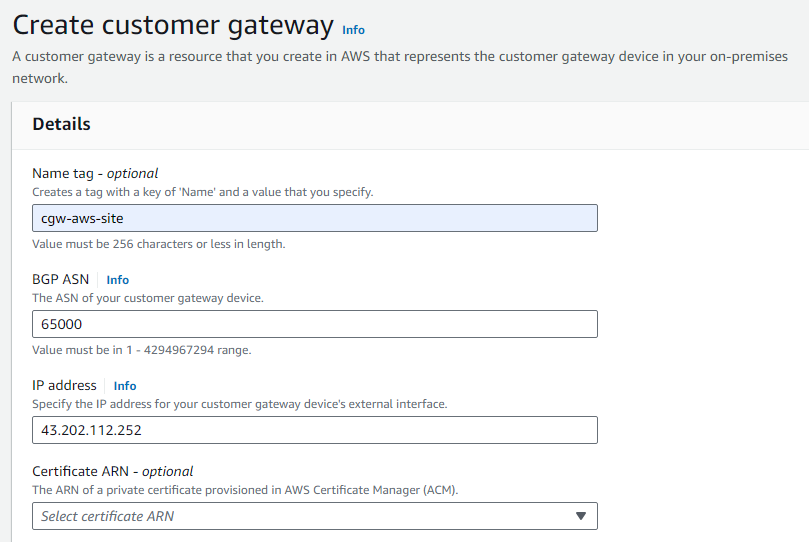 Create customer gateway Info
A customer gateway is a resource that you create in AWS that represents the customer gateway device in your on-premises
network.
Details
Name tag - optional
Creates a tag with a key of 'Name' and a value that you specify.
cgw-aws-site
Value must be 256 characters or less in length.
BGP ASN Info
The ASN of your customer gateway device.
65000
Value must be in 1 - 4294967294 range.
IP address Info
Specify the IP address for your customer gateway device's external interface.
43.202.112.252
Certificate ARN - optional
The ARN of a private certificate provisioned in AWS Certificate Manager (ACM).
Select certificate ARN